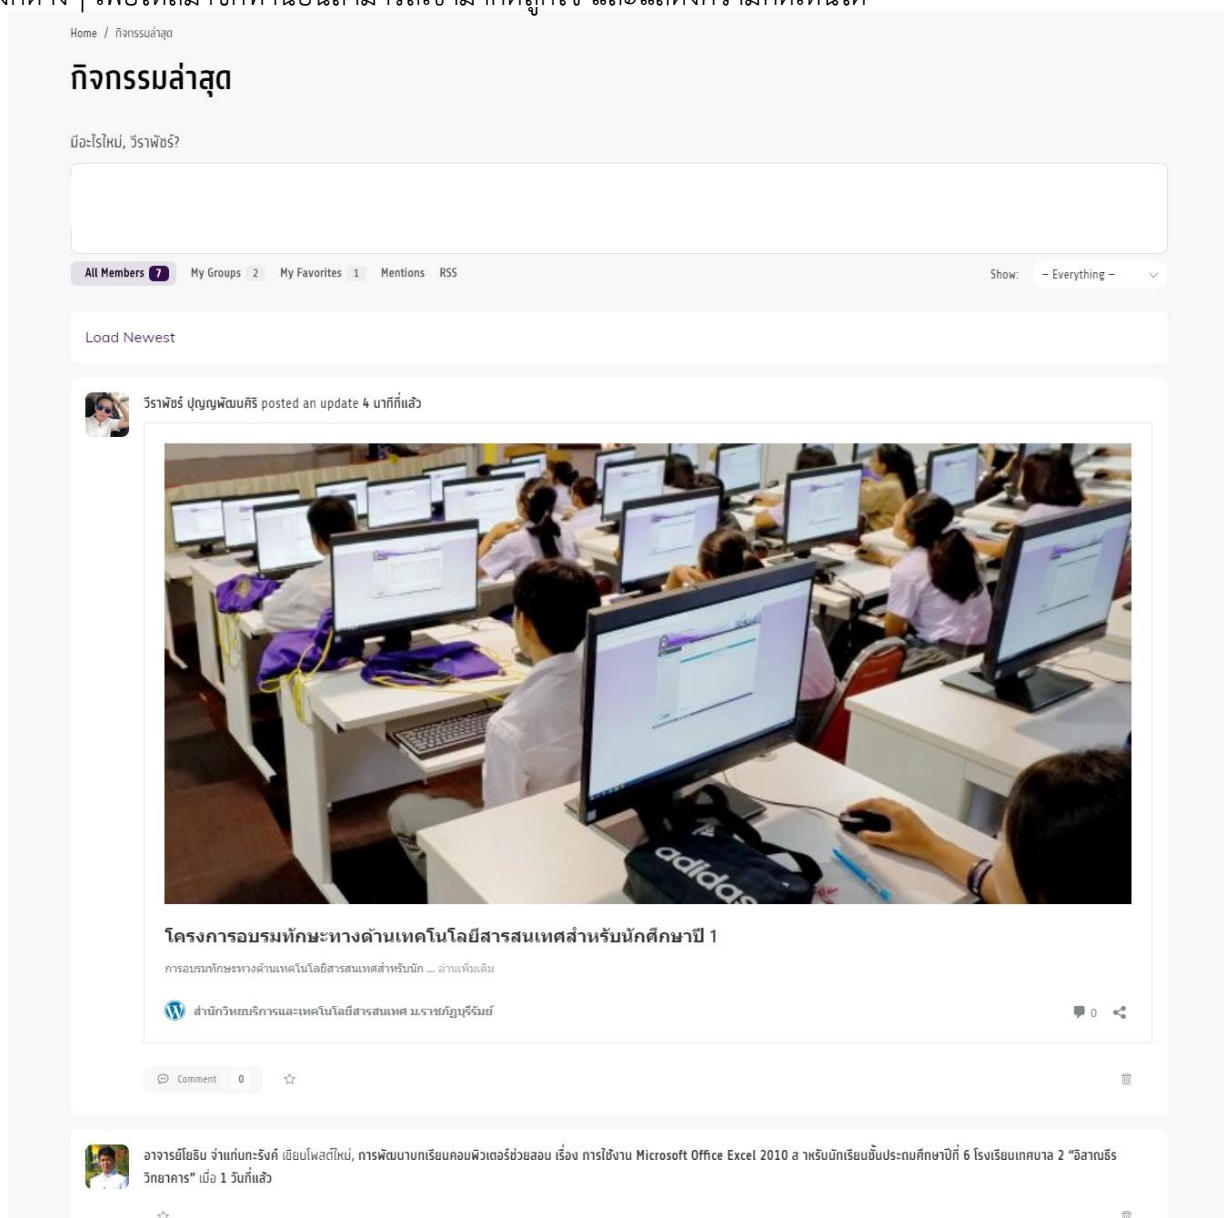 Home / กิจกรรมล่าสุด
กิจกรรมล่าสุด
มีอะไรใหม่, วีราพัชร์?
All Members 7 My Groups 2 My Favorites 1 Mentions RSS Show: – Everything –
Load Newest
วีราพัชร์ ปุญญพัฒนศิริ posted an update 4 นาทีที่แล้ว
adidas
โครงการอบรมทักษะทางด้านเทคโนโลยีสารสนเทศสำหรับนักศึกษาปี 1
การอบรมทักษะทางด้านเทคโนโลยีสารสนเทศสำหรับนัก ... อ่านเพิ่มเติม
สำนักวิทยบริการและเทคโนโลยีสารสนเทศ ม.ราชภัฏบุรีรัมย์ 0
Comment 0
อาจารย์โยธิน จำแก่นทะรังค์ เขียนโพสต์ใหม่, การพัฒนาบทเรียนคอมพิวเตอร์ช่วยสอน เรื่อง การใช้งาน Microsoft Office Excel 2010 ส าหรับนักเรียนชั้นประถมศึกษาปีที่ 6 โรงเรียนเทศบาล 2 “อิสาณธีร
วิทยาคาร” เมื่อ 1 วันที่แล้ว